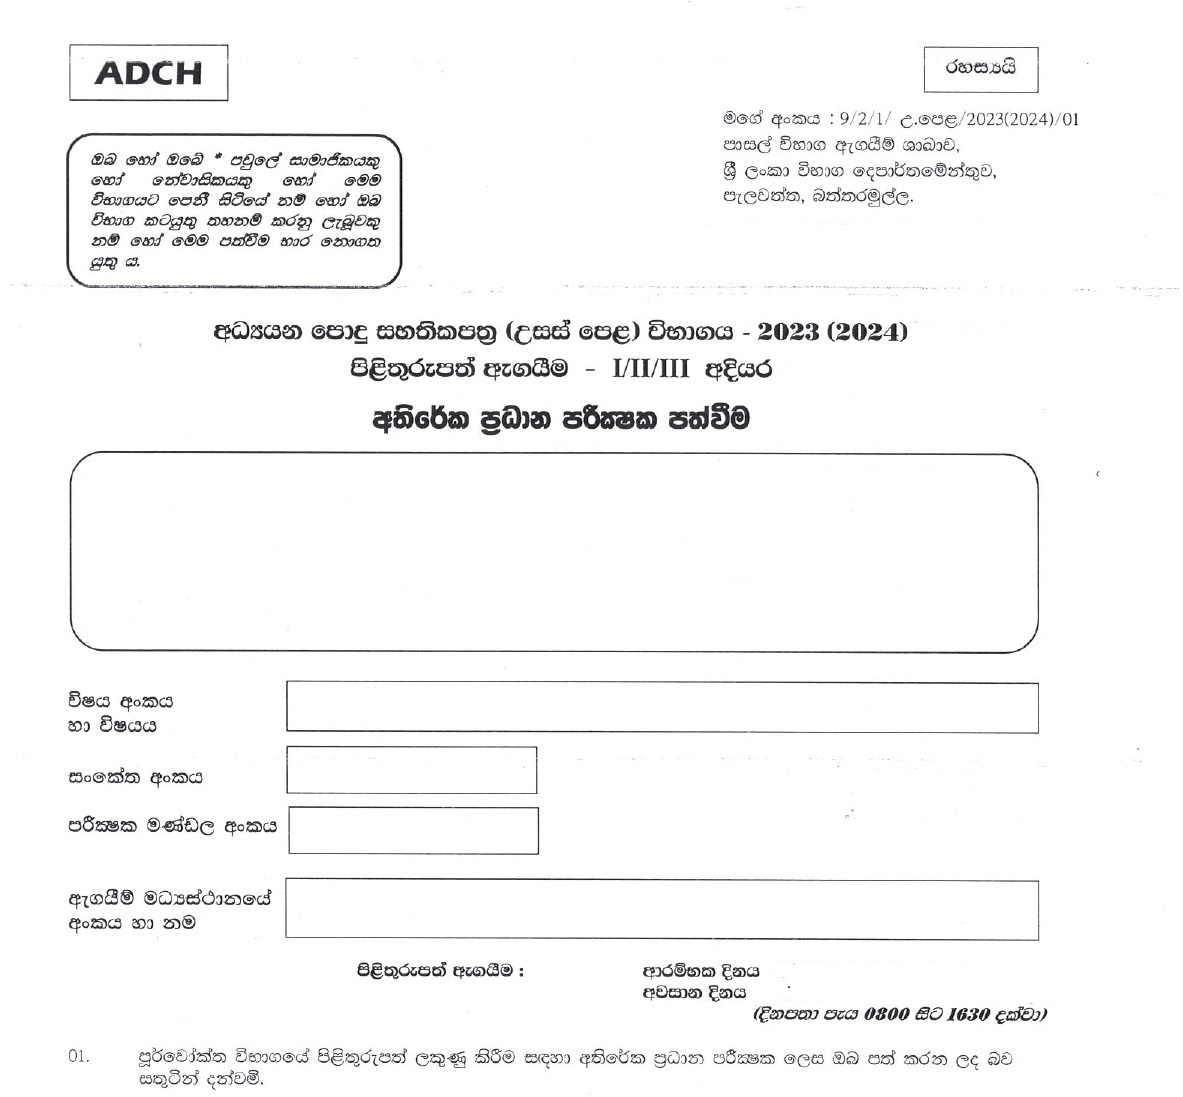 ADCH
රහස්‍යයි
මගේ අංකය : 9/2/1/ උ.පෙළ/2023(2024)/01
පාසල් විභාග ඇගයීම් ශාඛාව,
ශ්‍රී ලංකා විභාග දෙපාර්තමේන්තුව,
පැලවත්ත, බත්තරමුල්ල.
ඔබ හෝ ඔබේ * පවුලේ සාමාජිකයකු
හෝ නේවාසිකයකු හෝ මෙම
විභාගයට පෙනී සිටියේ නම් හෝ ඔබ
විභාග කටයුතු තහනම් කරනු ලැබූවකු
නම් හෝ මෙම පත්වීම භාර නොගත
යුතු ය.
අධ්‍යයන පොදු සහතිකපත්‍ර (උසස් පෙළ) විභාගය - 2023 (2024)
පිළිතුරුපත් ඇගයීම - I/II/III අදියර
අතිරේක ප්‍රධාන පරීක්‍ෂක පත්වීම
විෂය අංකය
හා විෂයය
සංකේත අංකය
පරීක්‍ෂක මණ්ඩල අංකය
ඇගයීම් මධ්‍යස්ථානයේ
අංකය හා නම
පිළිතුරුපත් ඇගයීම : ආරම්භක දිනය
අවසාන දිනය
(දිනපතා පැය 0800 සිට 1630 දක්වා)
01. පූර්වෝක්ත විභාගයේ පිළිතුරුපත් ලකුණු කිරීම සඳහා අතිරේක ප්‍රධාන පරීක්‍ෂක ලෙස ඔබ පත් කරන ලද බව
සතුටින් දන්වමි.